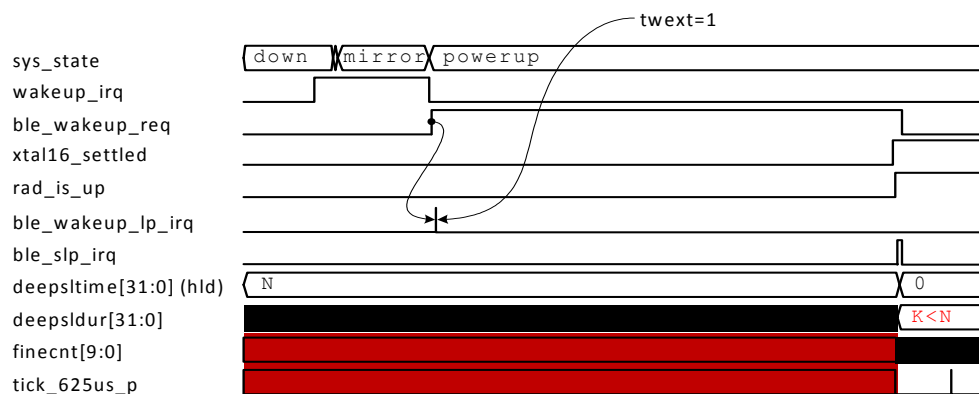 twext=1
sys_state down mirror powerup
wakeup_irq
ble_wakeup_req
xtal16_settled
rad_is_up
ble_wakeup_lp_irq
ble_slp_irq
deepsltime[31:0] (hld) N 0
deepsldur[31:0] K<N
finecnt[9:0]
tick_625us_p